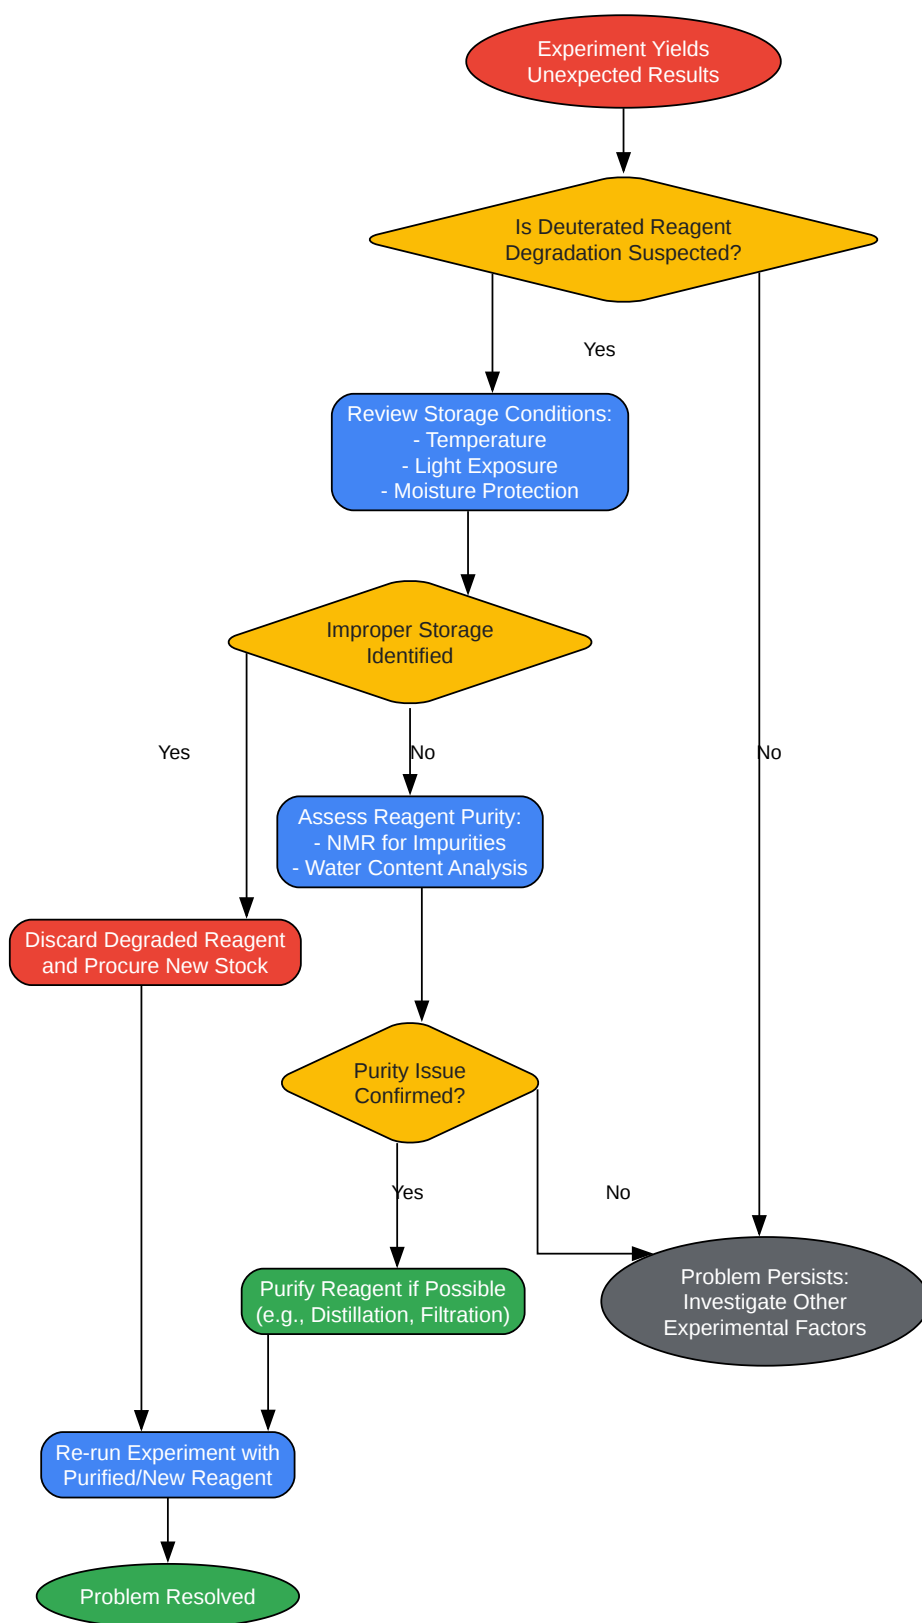 Experiment Yields
Unexpected Results
Is Deuterated Reagent
Degradation Suspected?
Yes
Review Storage Conditions:
- Temperature
- Light Exposure
- Moisture Protection
Improper Storage
Identified
Yes
No
No
Assess Reagent Purity:
- NMR for Impurities
- Water Content Analysis
Discard Degraded Reagent
and Procure New Stock
Purity Issue
Confirmed?
Yes
No
Purify Reagent if Possible
(e.g., Distillation, Filtration)
Problem Persists:
Investigate Other
Experimental Factors
Re-run Experiment with
Purified/New Reagent
Problem Resolved